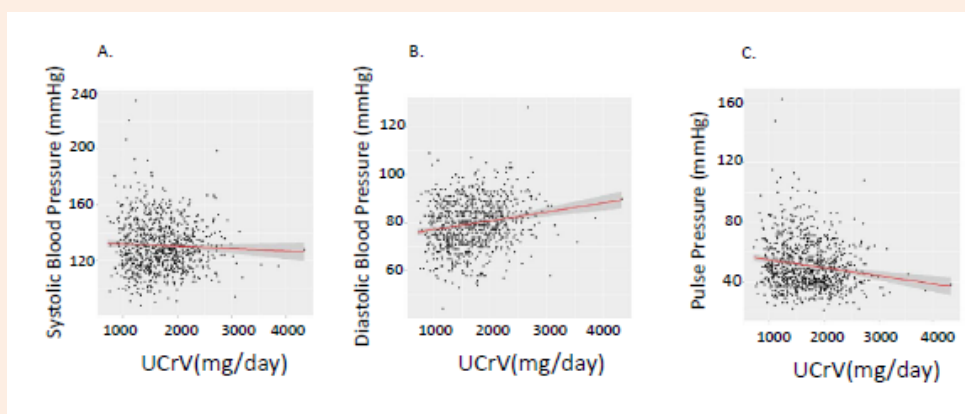 A.
Systolic Blood Pressure (mmHg)
240
200
160
120
1000 2000 3000 4000
UCrV(mg/day)
B.
Diastolic Blood Pressure (mmHg)
120
100
80
60
1000 2000 3000 4000
UCrV(mg/day)
C.
Pulse Pressure (mmHg)
160
120
80
40
1000 2000 3000 4000
UCrV(mg/day)